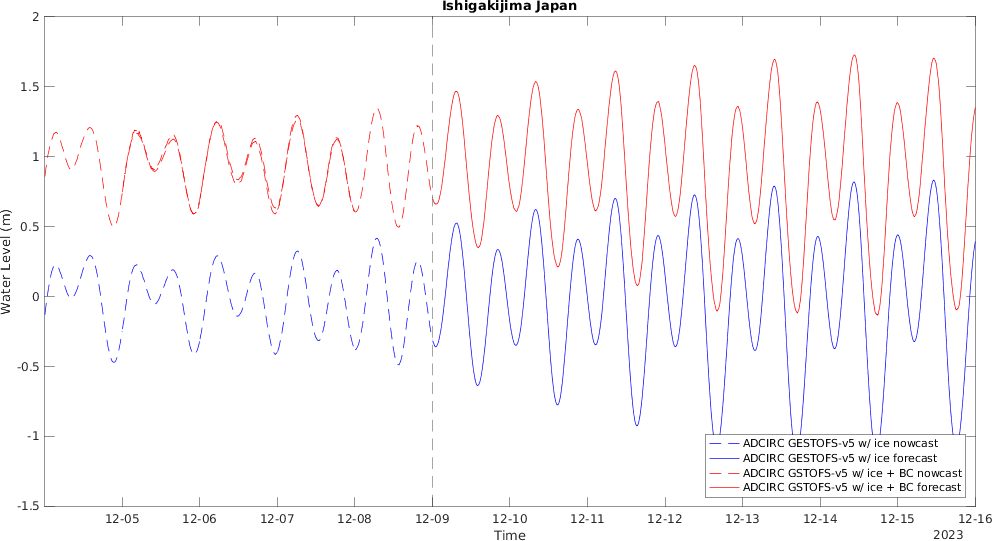 Ishigakijima Japan
2
1.5
1
0.5
0
-0.5
-1
-1.5
Water Level (m)
ADCIRC GESTOFS-v5 w/ ice nowcast
ADCIRC GESTOFS-v5 w/ ice forecast
ADCIRC GSTOFS-v5 w/ ice + BC nowcast
ADCIRC GSTOFS-v5 w/ ice + BC forecast
12-05 12-06 12-07 12-08 12-09 12-10 12-11 12-12 12-13 12-14 12-15 12-16
Time
2023